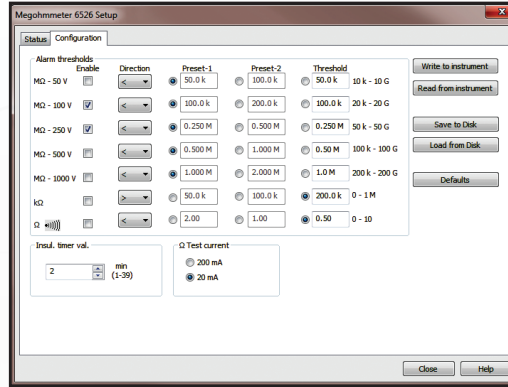 Megohmmeter 6526 Setup
Status Configuration
Alarm thresholds
Enable Direction Preset-1 Preset-2 Threshold
MΩ - 50 V < 50.0 k 100.0 k 50.0 k 10 k - 10 G
MΩ - 100 V < 100.0 k 200.0 k 100.0 k 20 k - 20 G
MΩ - 250 V < 0.250 M 0.500 M 0.250 M 50 k - 50 G
MΩ - 500 V < 0.500 M 1.000 M 0.50 M 100 k - 100 G
MΩ - 1000 V < 1.000 M 2.000 M 1.0 M 200 k - 200 G
kΩ > 50.0 k 100.0 k 200.0 k 0 - 1 M
Ω < 2.00 1.00 0.50 0 - 10
Write to instrument
Read from instrument
Save to Disk
Load from Disk
Defaults
Insul. timer val.
2 min
(1-39)
Ω Test current
200 mA
20 mA
Close Help